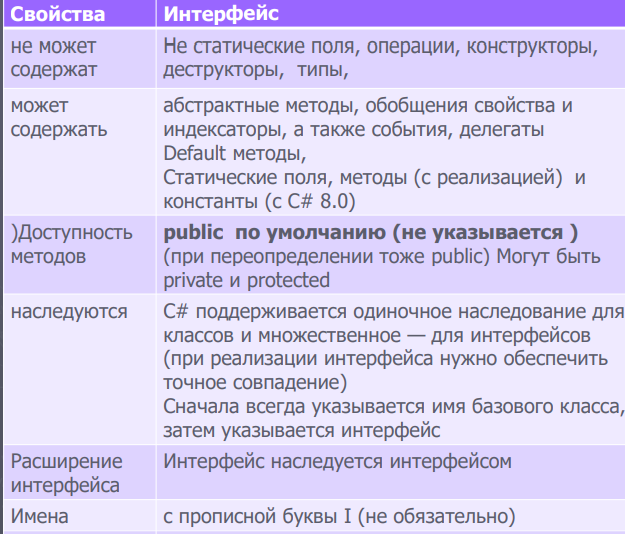 Свойства Интерфейс
не может содержат Не статические поля, операции, конструкторы,
деструкторы, типы,
может содержать абстрактные методы, обобщения свойства и
индексаторы, а также события, делегаты
Default методы,
Статические поля, методы (с реализацией) и
константы (с C# 8.0)
)Доступность методов public по умолчанию (не указывается )
(при переопределении тоже public) Могут быть
private и protected
наследуются C# поддерживается одиночное наследование для
классов и множественное — для интерфейсов
(при реализации интерфейса нужно обеспечить
точное совпадение)
Сначала всегда указывается имя базового класса,
затем указывается интерфейс
Расширение интерфейса Интерфейс наследуется интерфейсом
Имена с прописной буквы I (не обязательно)